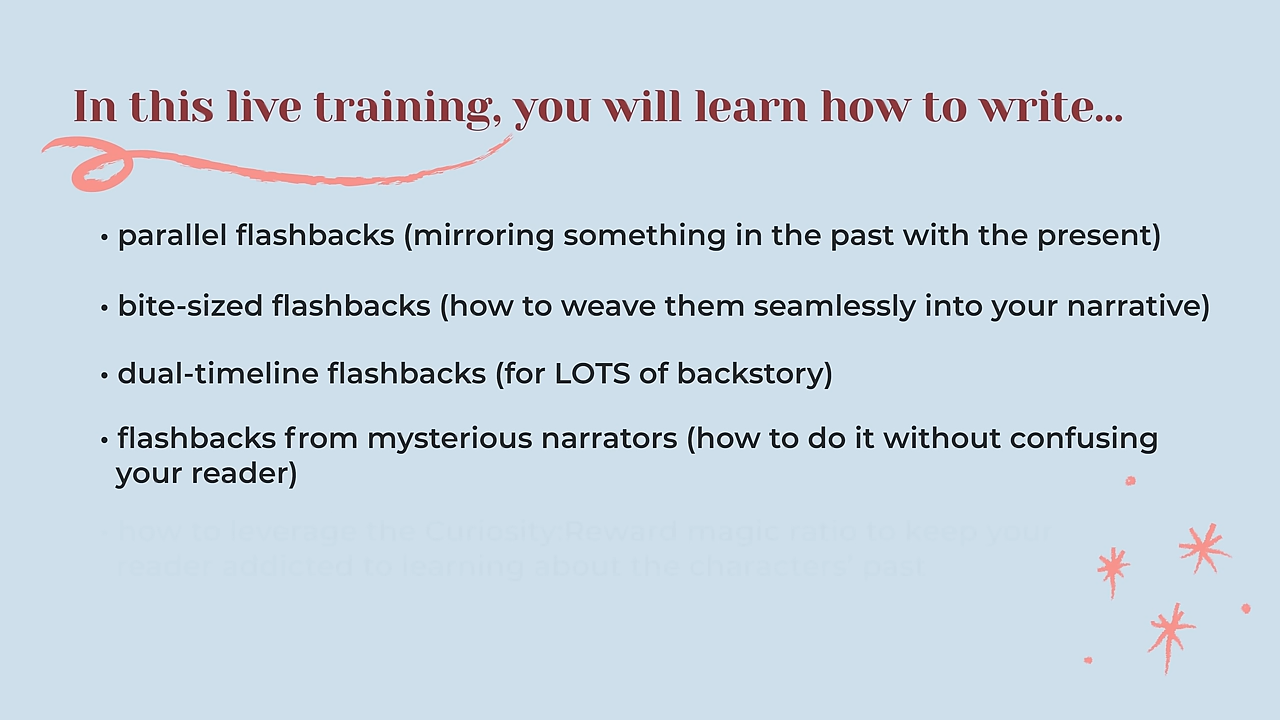 In this live training, you will learn how to write...
• parallel flashbacks (mirroring something in the past with the present)
• bite-sized flashbacks (how to weave them seamlessly into your narrative)
• dual-timeline flashbacks (for LOTS of backstory)
• flashbacks from mysterious narrators (how to do it without confusing
your reader)
• how to leverage the Curiosity:Reward magic ratio to keep your
reader addicted to learning about the characters' past